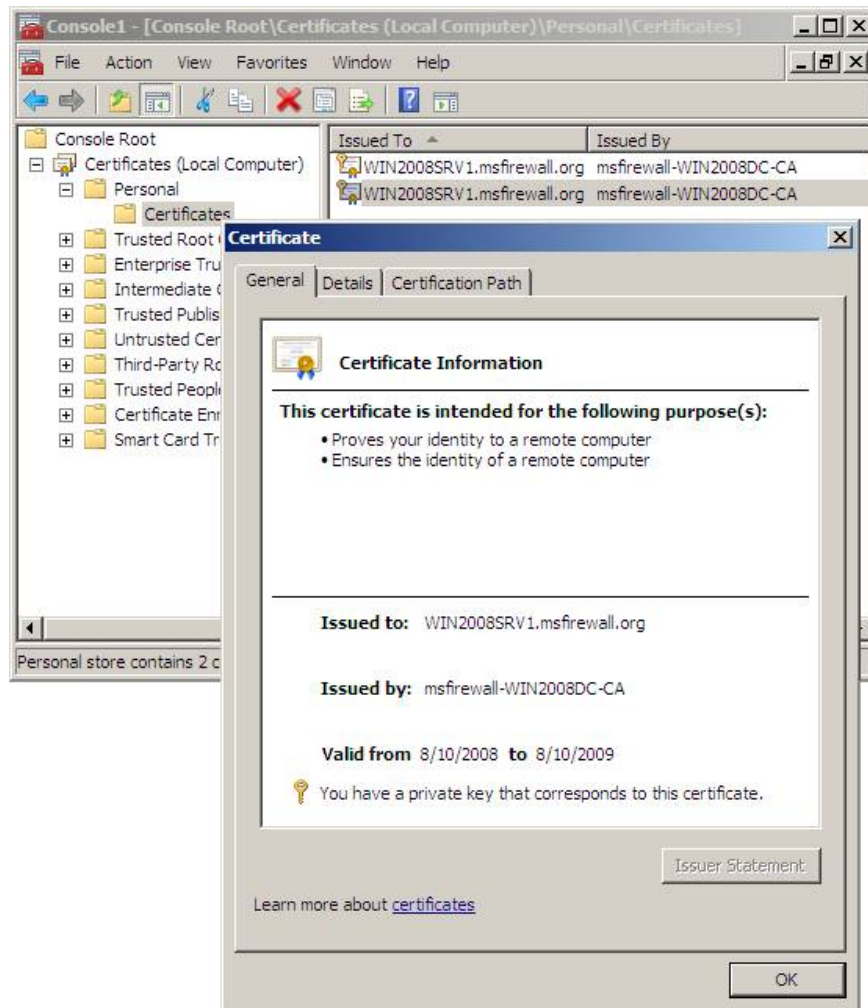 Console1 - [Console Root\Certificates (Local Computer)\Personal\Certificates]
File Action View Favorites Window Help
Console Root
Issued To
Issued By
Certificates (Local Computer)
WIN2008SRV1.msfirewall.org msfirewall-WIN2008DC-CA
Personal
WIN2008SRV1.msfirewall.org msfirewall-WIN2008DC-CA
Certificates
Trusted Root
Enterprise Tru
Intermediate
Trusted Publis
Untrusted Cer
Third-Party Ro
Trusted People
Certificate Enr
Smart Card Tr
Personal store contains 2 c
Certificate
General Details Certification Path
Certificate Information
This certificate is intended for the following purpose(s):
• Proves your identity to a remote computer
• Ensures the identity of a remote computer
Issued to: WIN2008SRV1.msfirewall.org
Issued by: msfirewall-WIN2008DC-CA
Valid from 8/10/2008 to 8/10/2009
You have a private key that corresponds to this certificate.
Issuer Statement
Learn more about certificates
OK